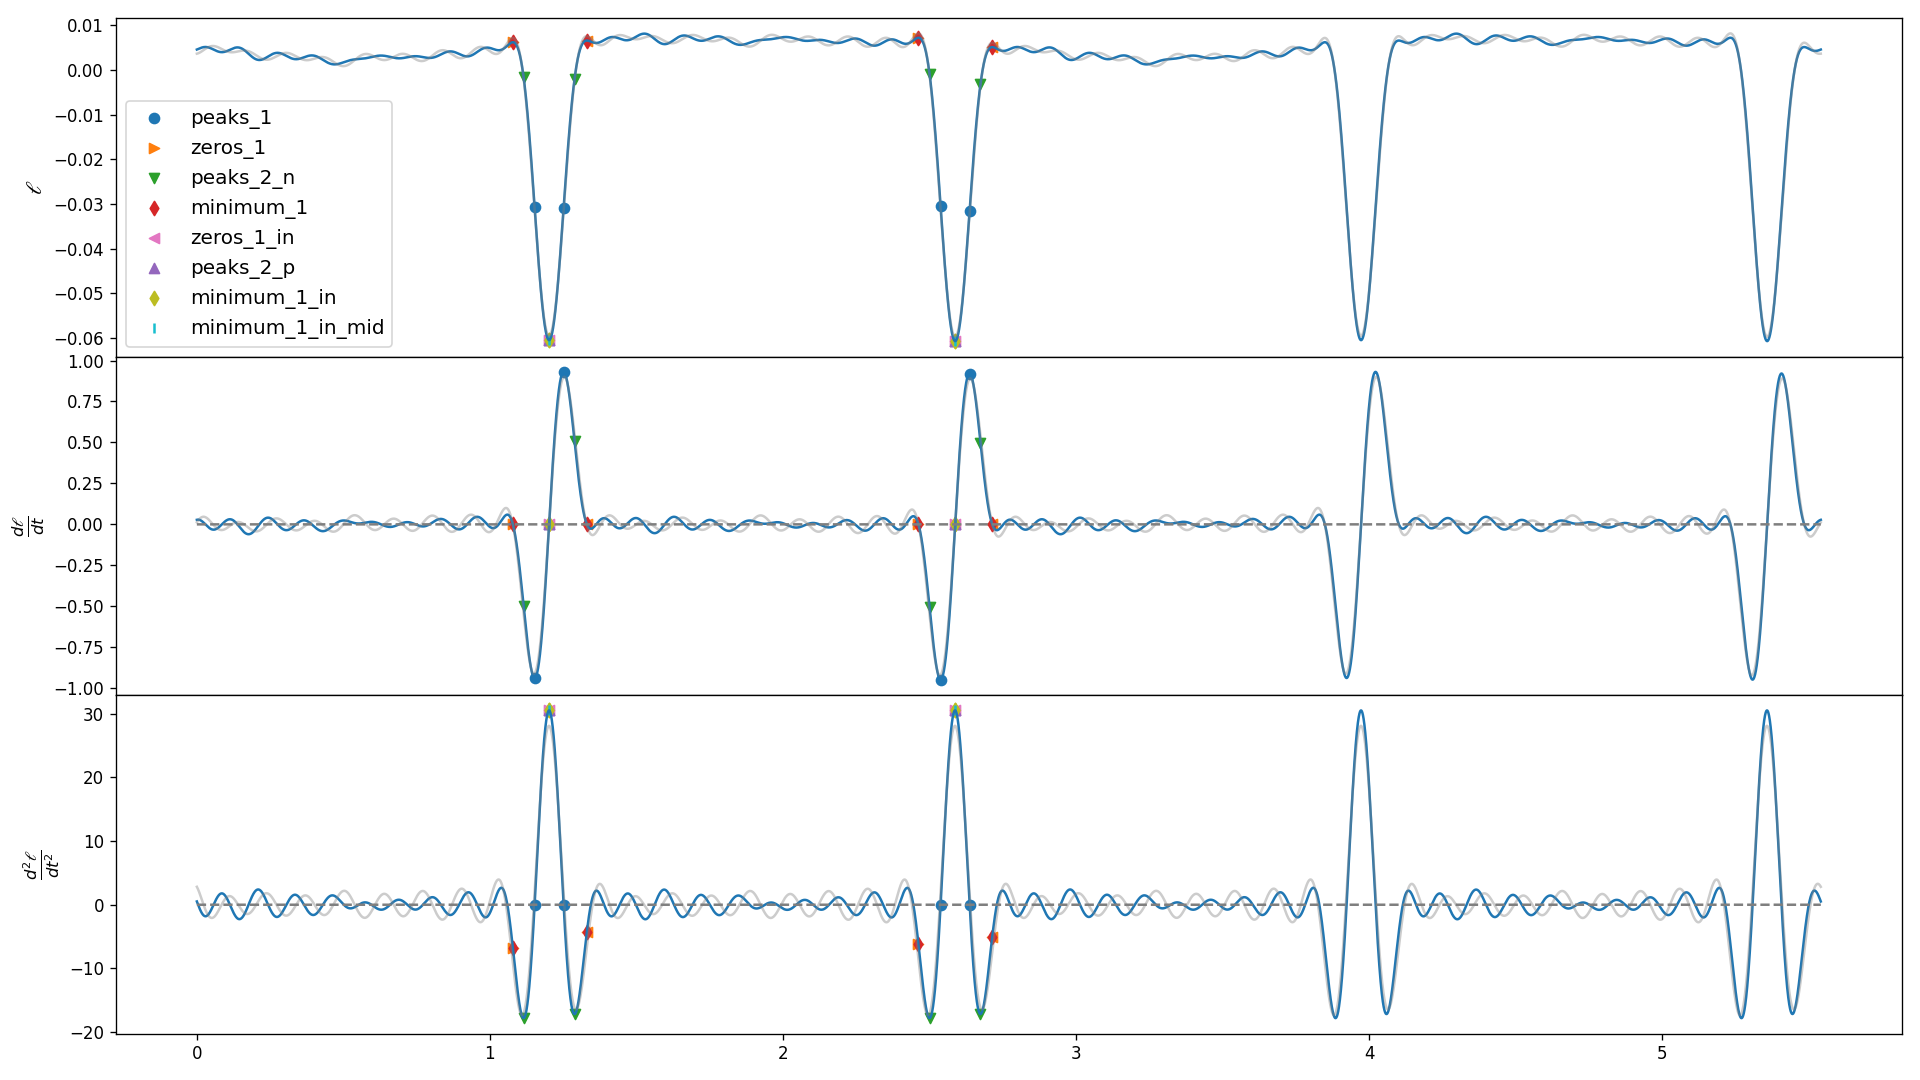 0.01
0.00
−0.01
−0.02
−0.03
−0.04
−0.05
−0.06
ℓ
peaks_1
zeros_1
peaks_2_n
minimum_1
zeros_1_in
peaks_2_p
minimum_1_in
minimum_1_in_mid
1.00
0.75
0.50
0.25
0.00
−0.25
−0.50
−0.75
−1.00
dℓ
dt
30
20
10
0
−10
−20
d²ℓ
dt²
0 1 2 3 4 5